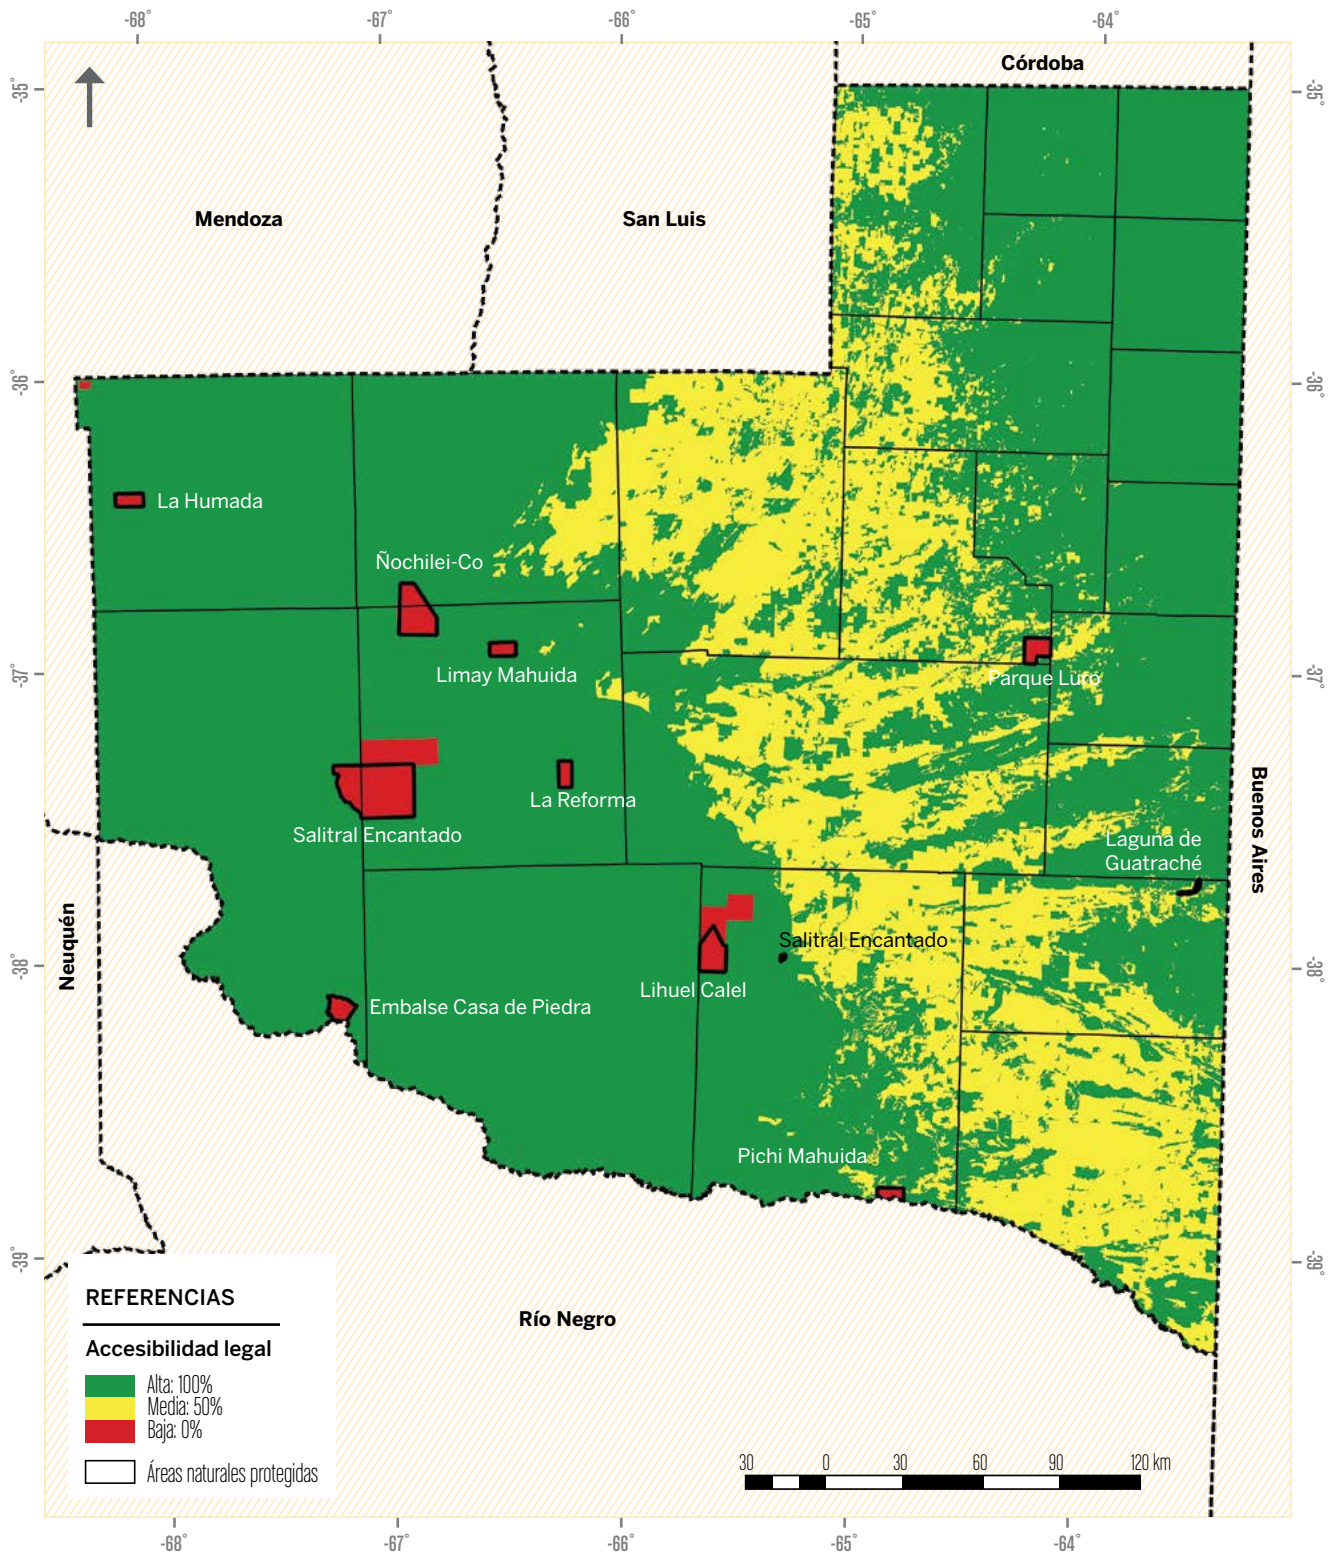 -68°
-67°
-66°
-65°
-64°
Córdoba
-35°
-35°
Mendoza
San Luis
-36°
-36°
La Humada
Ñochilei-Co
Limay Mahuida
Parque Luro
-37°
-37°
La Reforma
Salitral Encantado
Laguna de
Guatraché
Buenos Aires
Neuquén
Salitral Encantado
-38°
-38°
Lihuel Calel
Embalse Casa de Piedra
Pichi Mahuida
-39°
-39°
Río Negro
REFERENCIAS
Accesibilidad legal
Alta: 100%
Media: 50%
Baja: 0%
Áreas naturales protegidas
30 0 30 60 90 120 km
-68°
-67°
-66°
-65°
-64°